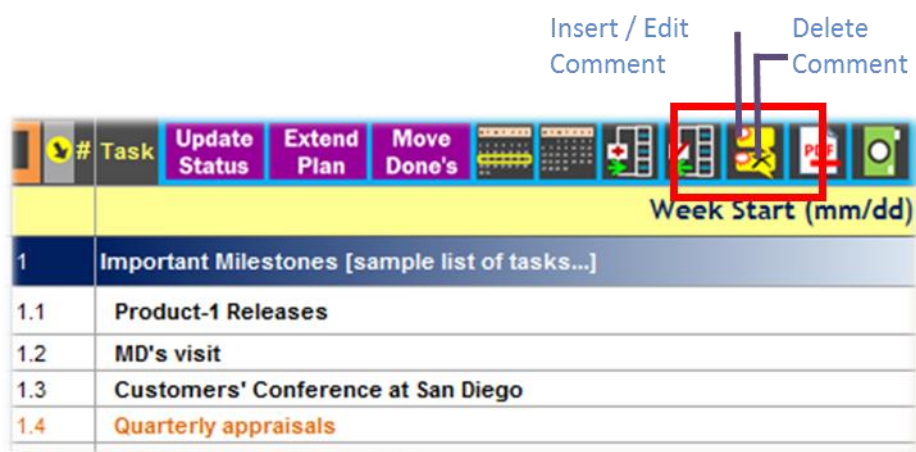 Insert / Edit
Comment
Delete
Comment
# Task
Update
Status
Extend
Plan
Move
Done's
PDF
Week Start (mm/dd)
1 Important Milestones [sample list of tasks...]
1.1 Product-1 Releases
1.2 MD's visit
1.3 Customers' Conference at San Diego
1.4 Quarterly appraisals